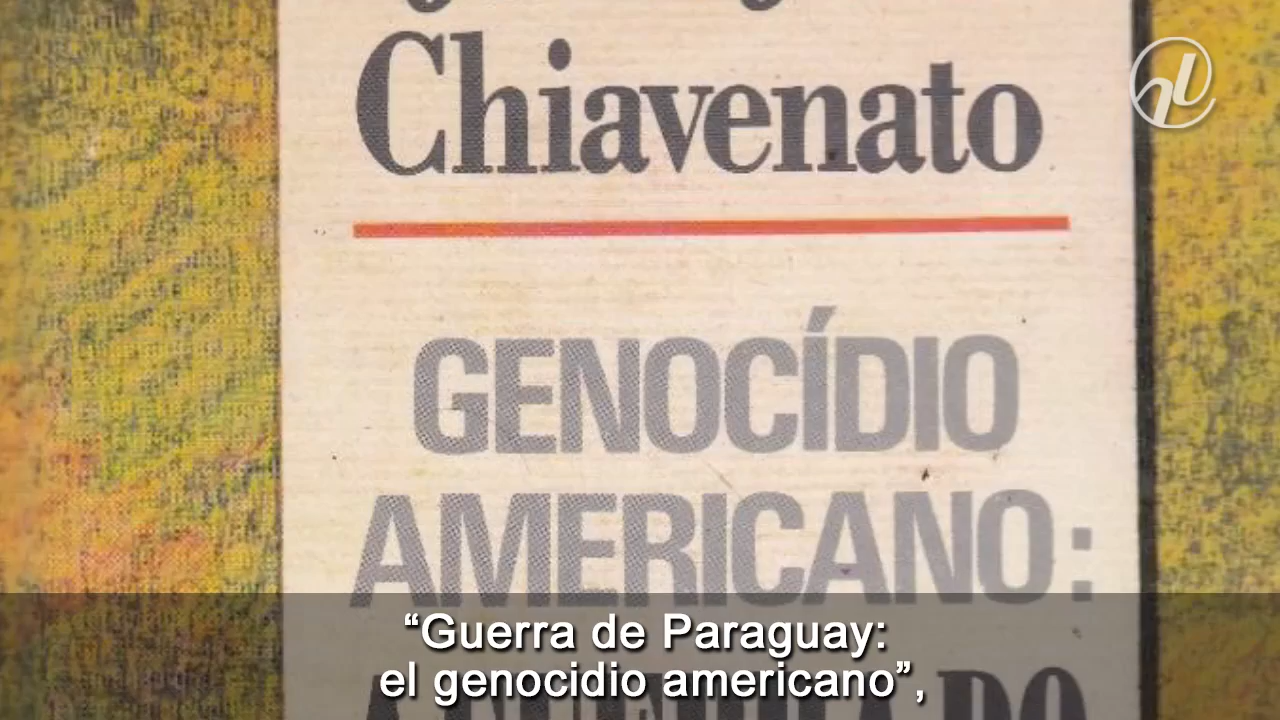 Chiavenato
GENOCÍDIO
AMERICANO:
“Guerra de Paraguay:
el genocidio americano”,